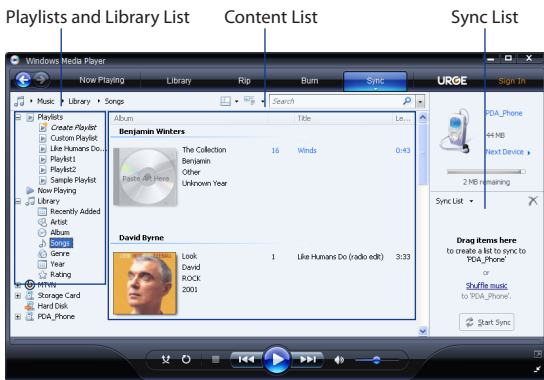 Playlists and Library List Content List Sync List
Windows Media Player
Now Playing Library Rip Burn Sync URGE Sign In
Music Library Songs
Search
Playlists
Create Playlist
Custom Playlist
Like Humans Do...
Playlist1
Playlist2
Sample Playlist
Now Playing
Library
Recently Added
Artist
Album
Songs
Genre
Year
Rating
MTVN
Storage Card
Hard Disk
PDA_Phone
Album Title Le...
Benjamin Winters
Paste Art Here
The Collection 16 Winds 0:43
Benjamin
Other
Unknown Year
David Byrne
Look 1 Like Humans Do (radio edit) 3:33
David
ROCK
2001
PDA_Phone
44 MB
Next Device
2 MB remaining
Sync List
Drag items here
to create a list to sync to
'PDA_Phone'
or
Shuffle music
to 'PDA_Phone'.
Start Sync